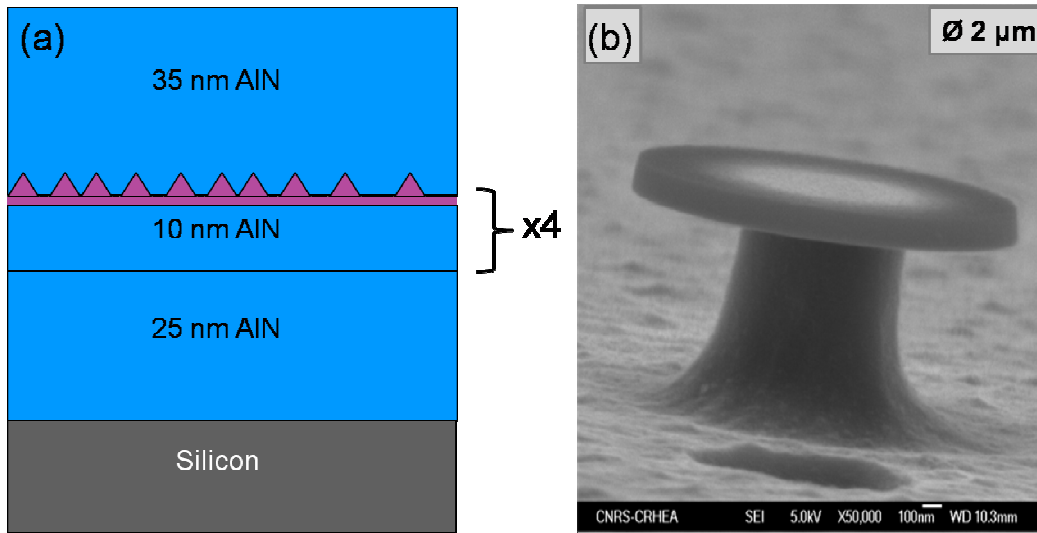 (a)
35 nm AlN
10 nm AlN
x4
25 nm AlN
Silicon
(b)
Ø 2 µm
CNRS-CRHEA SEI 5.0kV X50,000 100nm WD 10.3mm